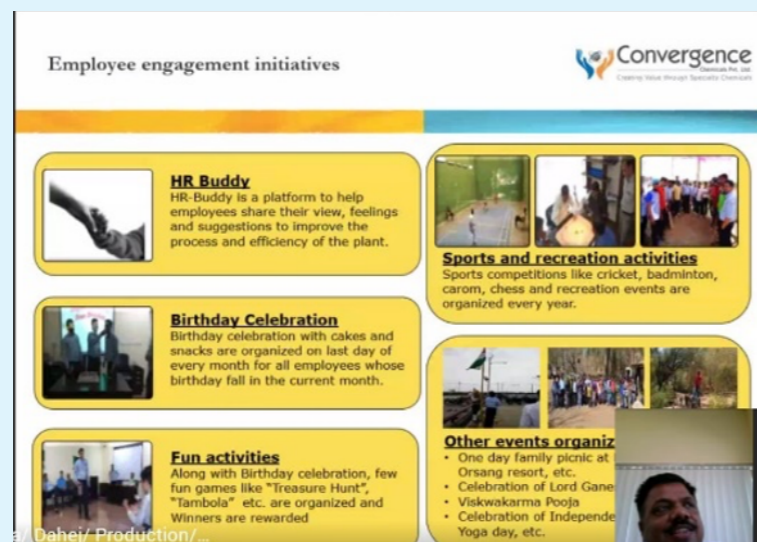 Employee engagement initiatives
Convergence
Chemicals Pvt. Ltd.
Creating Value through Specialty Chemicals
HR Buddy
HR-Buddy is a platform to help
employees share their view, feelings
and suggestions to improve the
process and efficiency of the plant.
Birthday Celebration
Birthday celebration with cakes and
snacks are organized on last day of
every month for all employees whose
birthday fall in the current month.
Fun activities
Along with Birthday celebration, few
fun games like "Treasure Hunt",
"Tambola" etc. are organized and
Winners are rewarded
Sports and recreation activities
Sports competitions like cricket, badminton,
carom, chess and recreation events are
organized every year.
Other events organiz
• One day family picnic at
Orsang resort, etc.
• Celebration of Lord Gane
• Viskwakarma Pooja
• Celebration of Independe
Yoga day, etc.
a/ Dahej/ Production/...